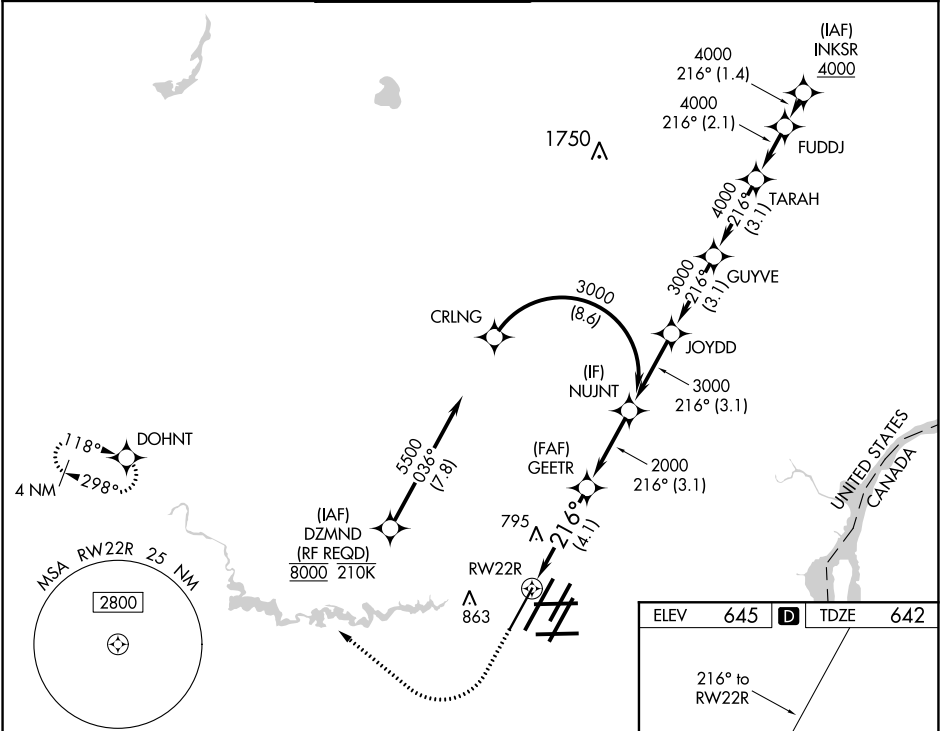 (IAF)
INKSR
4000
4000
216° (1.4)
4000
216° (2.1)
FUDDJ
1750
TARAH
4000
216°
(3.1)
GUYVE
3000
216°
(3.1)
3000
(8.6)
CRLNG
JOYDD
(IF)
NUJNT
3000
216° (3.1)
118°
DOHNT
298°
4 NM
5500
036°
(7.8)
(FAF)
GEETR
2000
216° (3.1)
UNITED STATES
CANADA
(IAF)
DZMND
(RF REQD)
8000 210K
795
216°
(4.1)
RW22R
863
MSA RW22R 25 NM
2800
ELEV 645 D TDZE 642
216° to
RW22R